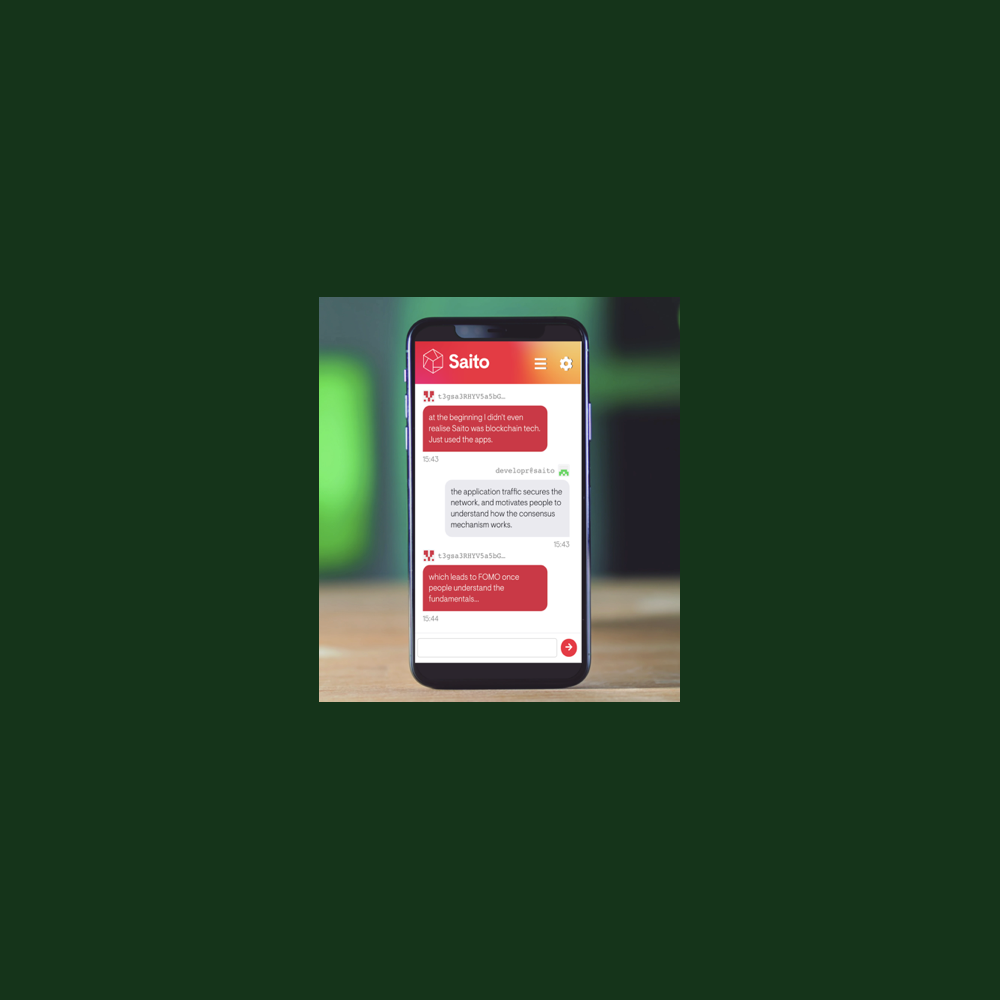 Saito
t3gsa3RHYV5a5bG…
at the beginning I didn't even
realise Saito was blockchain tech.
Just used the apps.
15:43
developr@saito
the application traffic secures the
network, and motivates people to
understand how the consensus
mechanism works.
15:43
t3gsa3RHYV5a5bG…
which leads to FOMO once
people understand the
fundamentals...
15:44